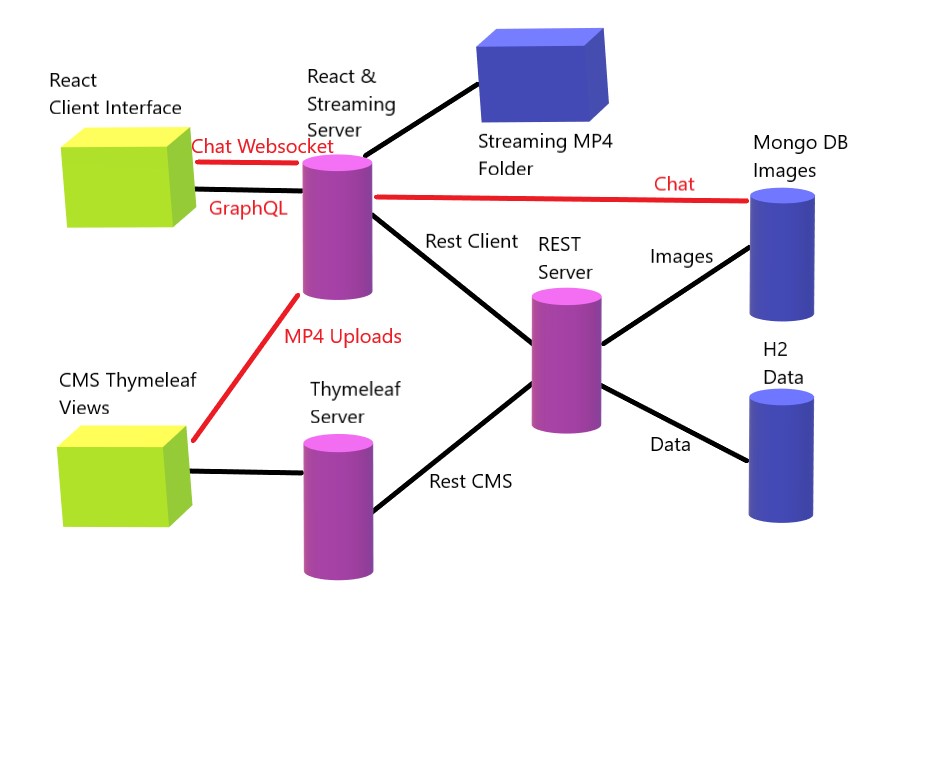 React
Client Interface
React &
Streaming
Server
Chat Websocket
GraphQL
Streaming MP4
Folder
Mongo DB
Images
Chat
Rest Client
REST
Server
Images
MP4 Uploads
H2
Data
CMS Thymeleaf
Views
Thymeleaf
Server
Data
Rest CMS